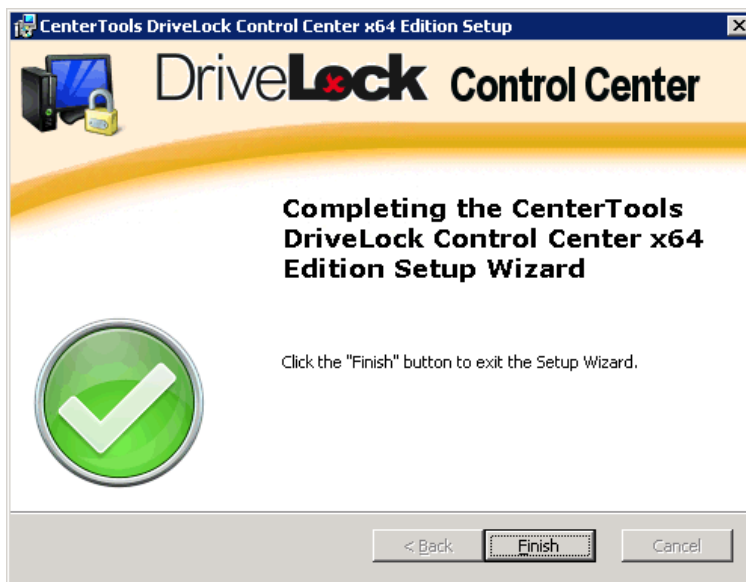 CenterTools DriveLock Control Center x64 Edition Setup
DriveLock Control Center
Completing the CenterTools
DriveLock Control Center x64
Edition Setup Wizard
Click the "Finish" button to exit the Setup Wizard.
< Back Finish Cancel